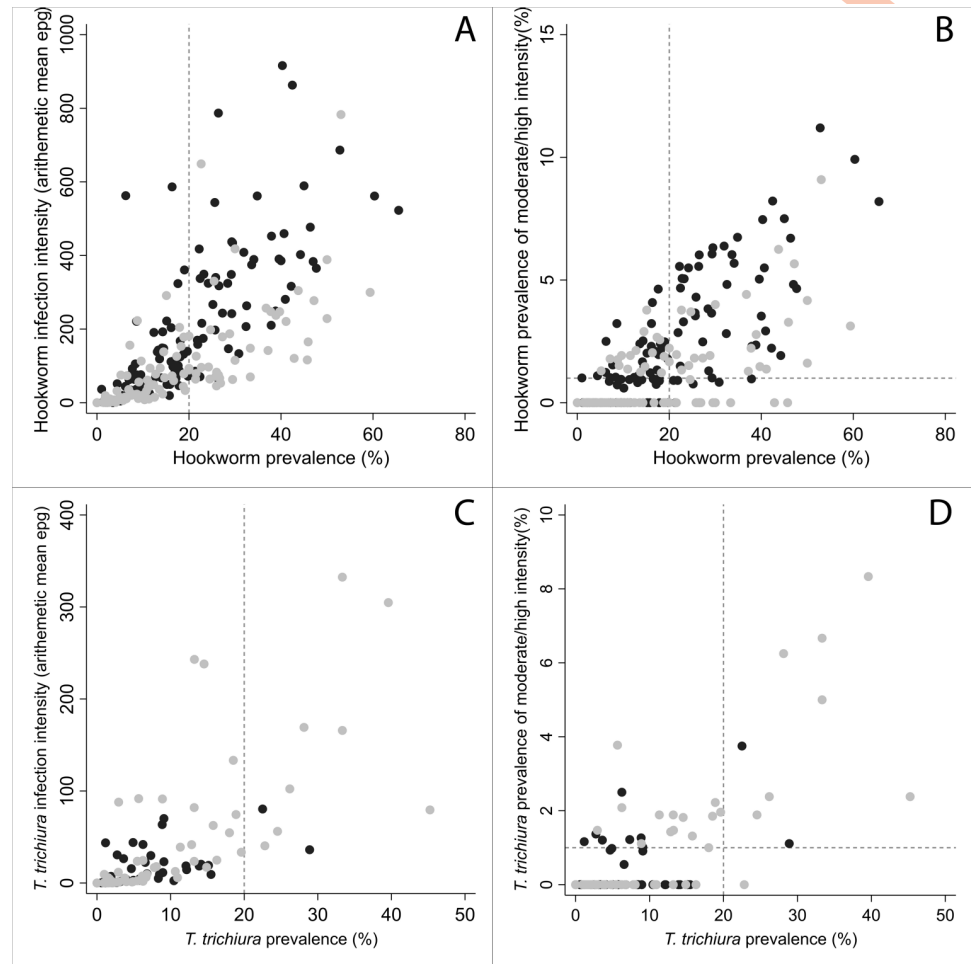 A
Hookworm infection intensity (arithemetic mean epg)
0 200 400 600 800 1000
0 20 40 60 80
Hookworm prevalence (%)
B
Hookworm prevalence of moderate/high intensity(%)
0 5 10 15
0 20 40 60 80
Hookworm prevalence (%)
C
T. trichiura infection intensity (arithemetic mean epg)
0 100 200 300 400
0 10 20 30 40 50
T. trichiura prevalence (%)
D
T. trichiura prevalence of moderate/high intensity(%)
0 2 4 6 8 10
0 10 20 30 40 50
T. trichiura prevalence (%)